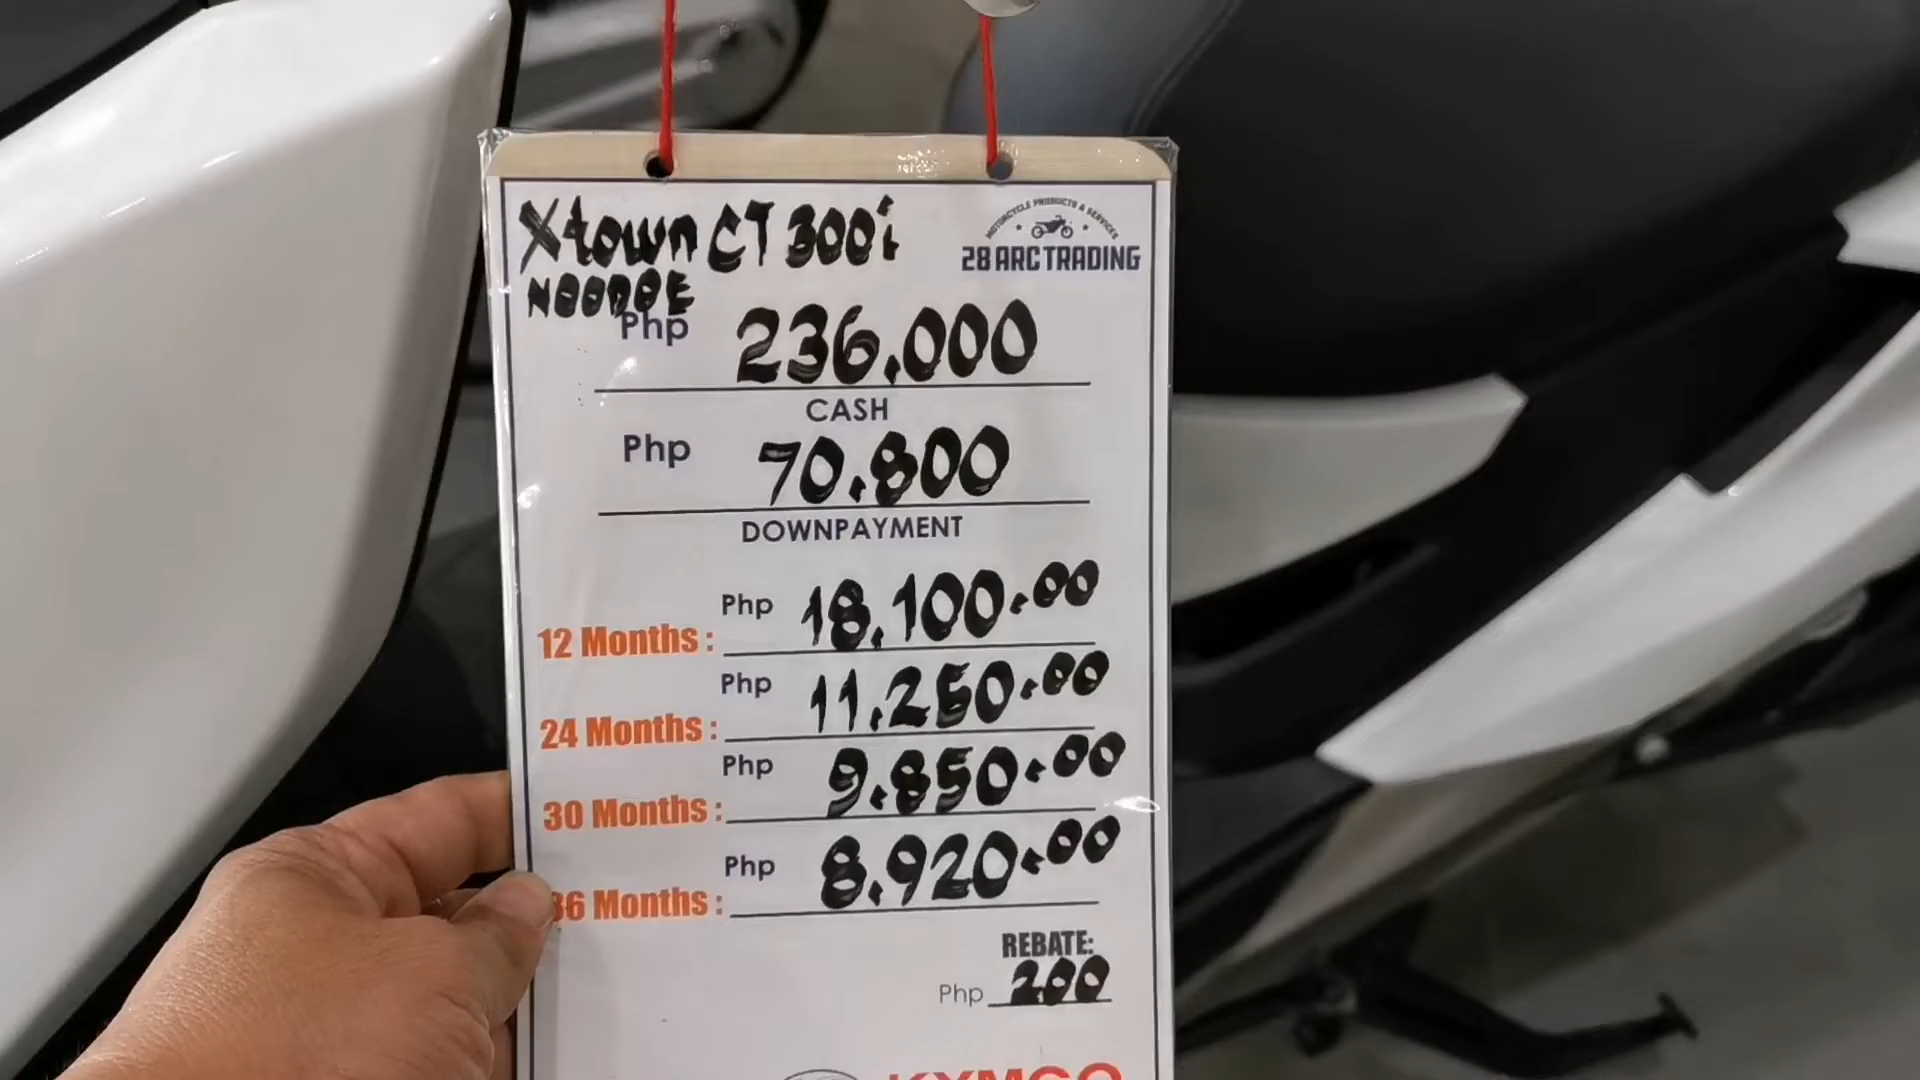 Xtown CT 300i
NOODOE
MOTORCYCLE PRODUCTS & SERVICES
28 ARC TRADING
Php 236,000
CASH
Php 70,800
DOWNPAYMENT
12 Months: Php 18,100.00
24 Months: Php 11,250.00
30 Months: Php 9,850.00
36 Months: Php 8,920.00
REBATE:
Php 200
KYMCO